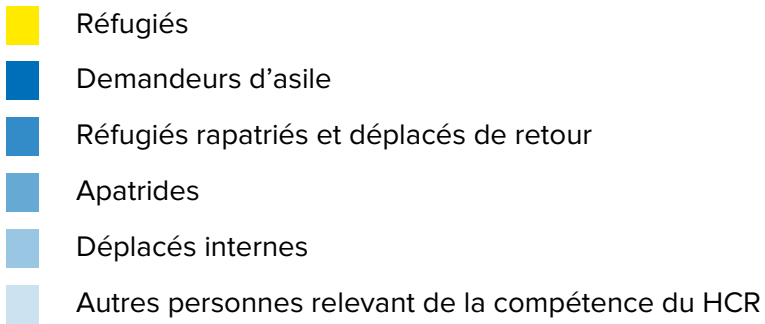 Réfugiés
Demandeurs d’asile
Réfugiés rapatriés et déplacés de retour
Apatrides
Déplacés internes
Autres personnes relevant de la compétence du HCR